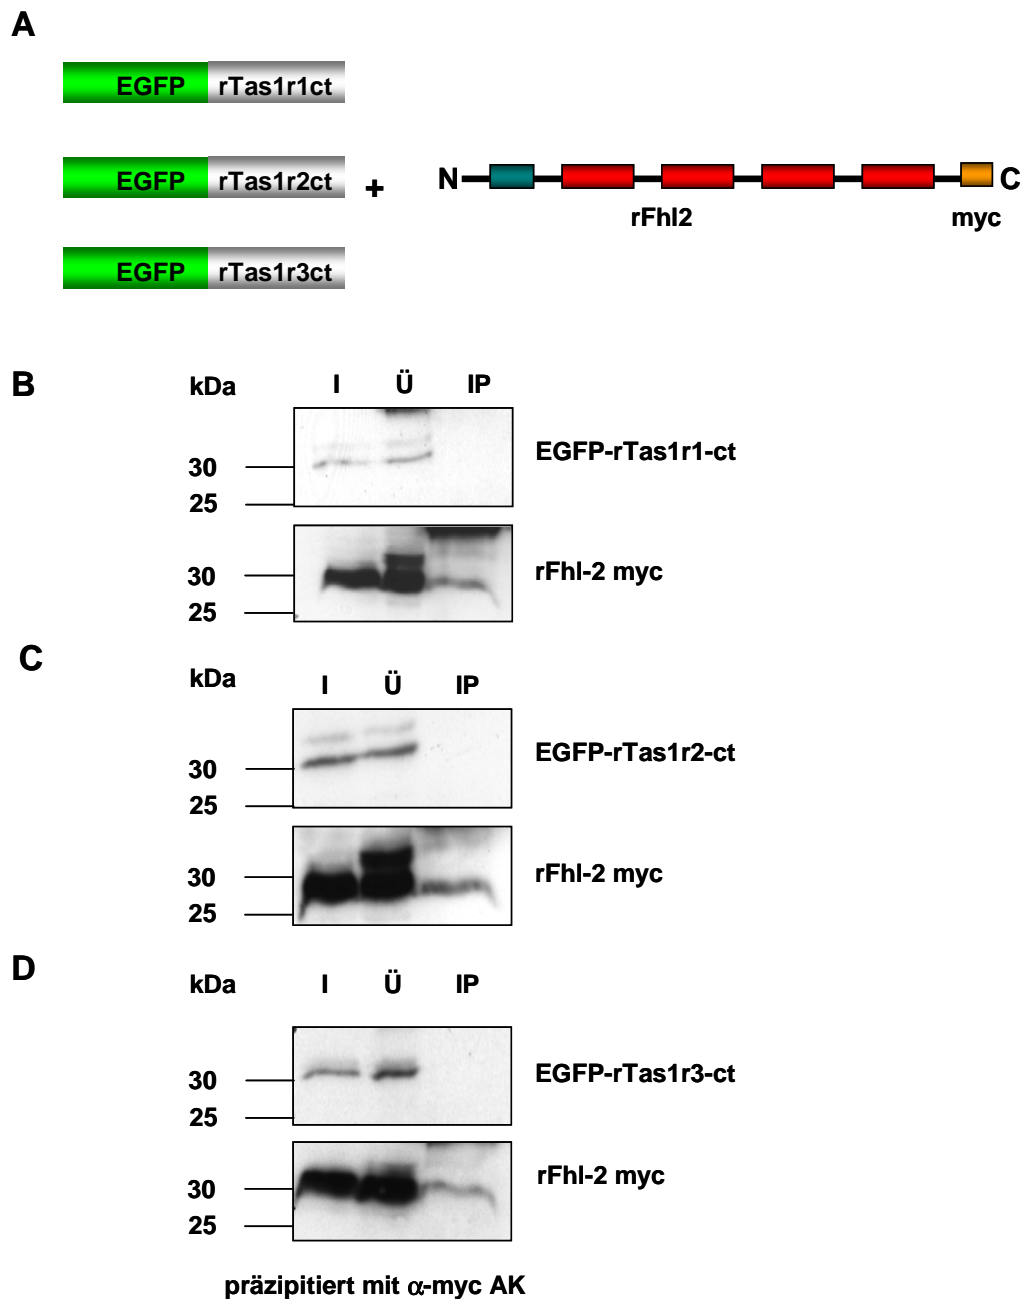 A
EGFP rTas1r1ct
EGFP rTas1r2ct
+
N C
rFhl2 myc
EGFP rTas1r3ct
B
kDa I Ü IP
EGFP-rTas1r1-ct
30
25
rFhl-2 myc
30
25
C
kDa I Ü IP
EGFP-rTas1r2-ct
30
25
rFhl-2 myc
30
25
D
kDa I Ü IP
EGFP-rTas1r3-ct
30
25
rFhl-2 myc
30
25
präzipitiert mit α-myc AK